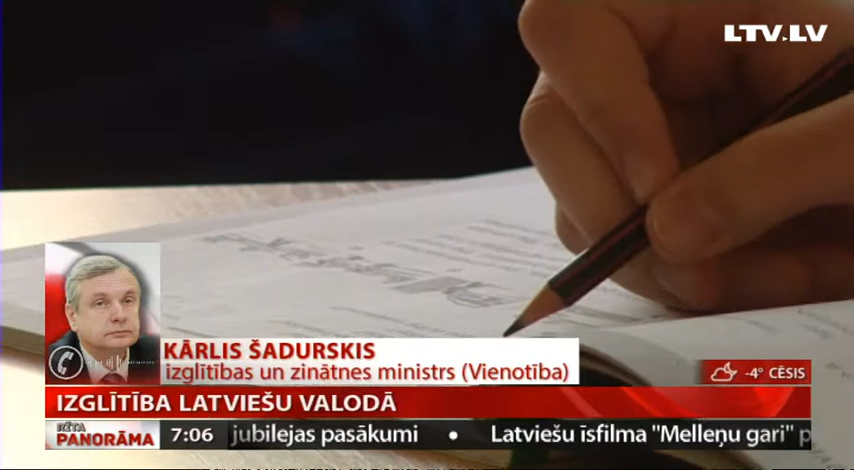 LTV.LV
KĀRLIS ŠADURSKIS
izglītības un zinātnes ministrs (Vienotība)
-4° CĒSIS
IZGLĪTĪBA LATVIEŠU VALODĀ
RĪTA
PANORĀMA
7:06 jubilejas pasākumi • Latviešu īsfilma "Melleņu gari" p